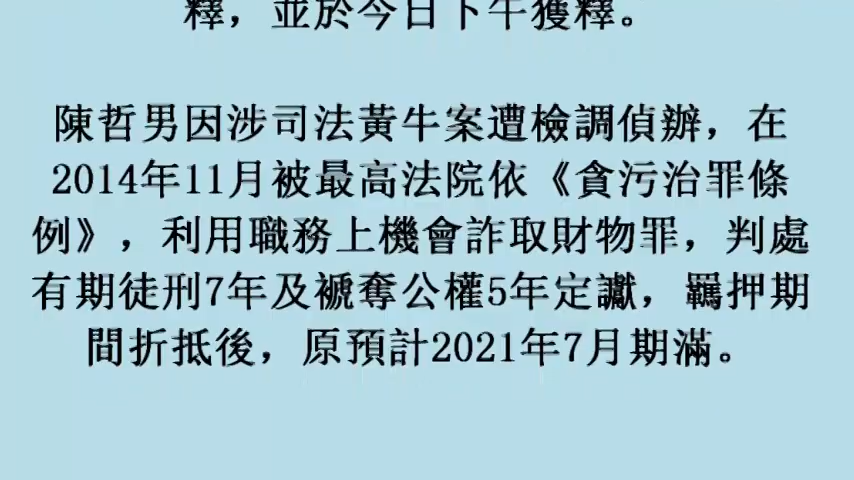 釋，並於今日下午獲釋。
陳哲男因涉司法黃牛案遭檢調偵辦，在
2014年11月被最高法院依《貪污治罪條
例》，利用職務上機會詐取財物罪，判處
有期徒刑7年及褫奪公權5年定讞，羈押期
間折抵後，原預計2021年7月期滿。